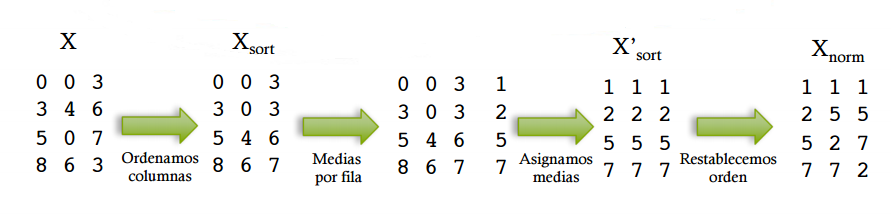 X
0 0 3
3 4 6
5 0 7
8 6 3
Ordenamos
columnas
Xsort
0 0 3
3 0 3
5 4 6
8 6 7
Medias
por fila
0 0 3 1
3 0 3 2
5 4 6 5
8 6 7 7
Asignamos
medias
X’sort
1 1 1
2 2 2
5 5 5
7 7 7
Restablecemos
orden
Xnorm
1 1 1
2 5 5
5 2 7
7 7 2